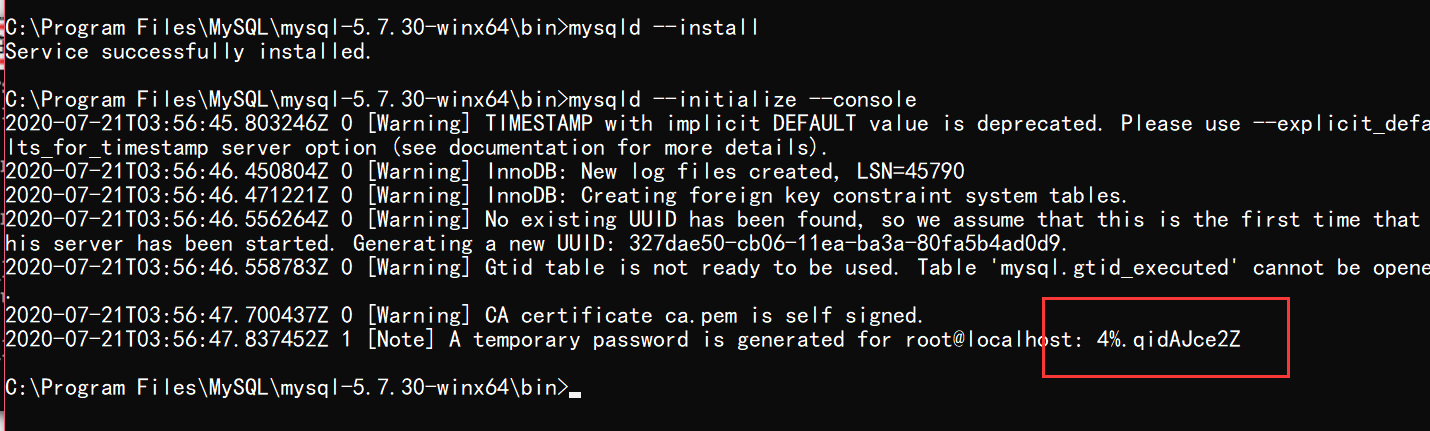 C:\Program Files\MySQL\mysql-5.7.30-winx64\bin>mysqld --install
Service successfully installed.
C:\Program Files\MySQL\mysql-5.7.30-winx64\bin>mysqld --initialize --console
2020-07-21T03:56:45.803246Z 0 [Warning] TIMESTAMP with implicit DEFAULT value is deprecated. Please use --explicit_defa
lts_for_timestamp server option (see documentation for more details).
2020-07-21T03:56:46.450804Z 0 [Warning] InnoDB: New log files created, LSN=45790
2020-07-21T03:56:46.471221Z 0 [Warning] InnoDB: Creating foreign key constraint system tables.
2020-07-21T03:56:46.556264Z 0 [Warning] No existing UUID has been found, so we assume that this is the first time that
his server has been started. Generating a new UUID: 327dae50-cb06-11ea-ba3a-80fa5b4ad0d9.
2020-07-21T03:56:46.558783Z 0 [Warning] Gtid table is not ready to be used. Table 'mysql.gtid_executed' cannot be opene
.
2020-07-21T03:56:47.700437Z 0 [Warning] CA certificate ca.pem is self signed.
2020-07-21T03:56:47.837452Z 1 [Note] A temporary password is generated for root@localhost: 4%.qidAJce2Z
C:\Program Files\MySQL\mysql-5.7.30-winx64\bin>